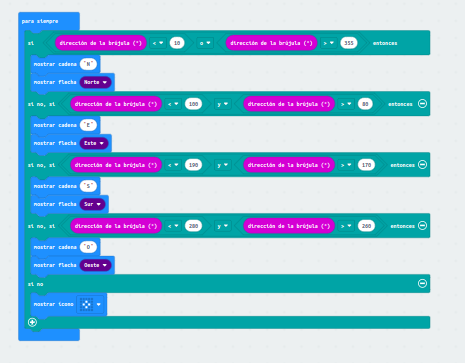 para siempre
si dirección de la brújula (°) < 10 o dirección de la brújula (°) > 355 entonces
mostrar cadena "N"
mostrar flecha Norte
si no, si dirección de la brújula (°) < 100 y dirección de la brújula (°) > 80 entonces
mostrar cadena "E"
mostrar flecha Este
si no, si dirección de la brújula (°) < 190 y dirección de la brújula (°) > 170 entonces
mostrar cadena "S"
mostrar flecha Sur
si no, si dirección de la brújula (°) < 280 y dirección de la brújula (°) > 260 entonces
mostrar cadena "O"
mostrar flecha Oeste
si no
mostrar icono